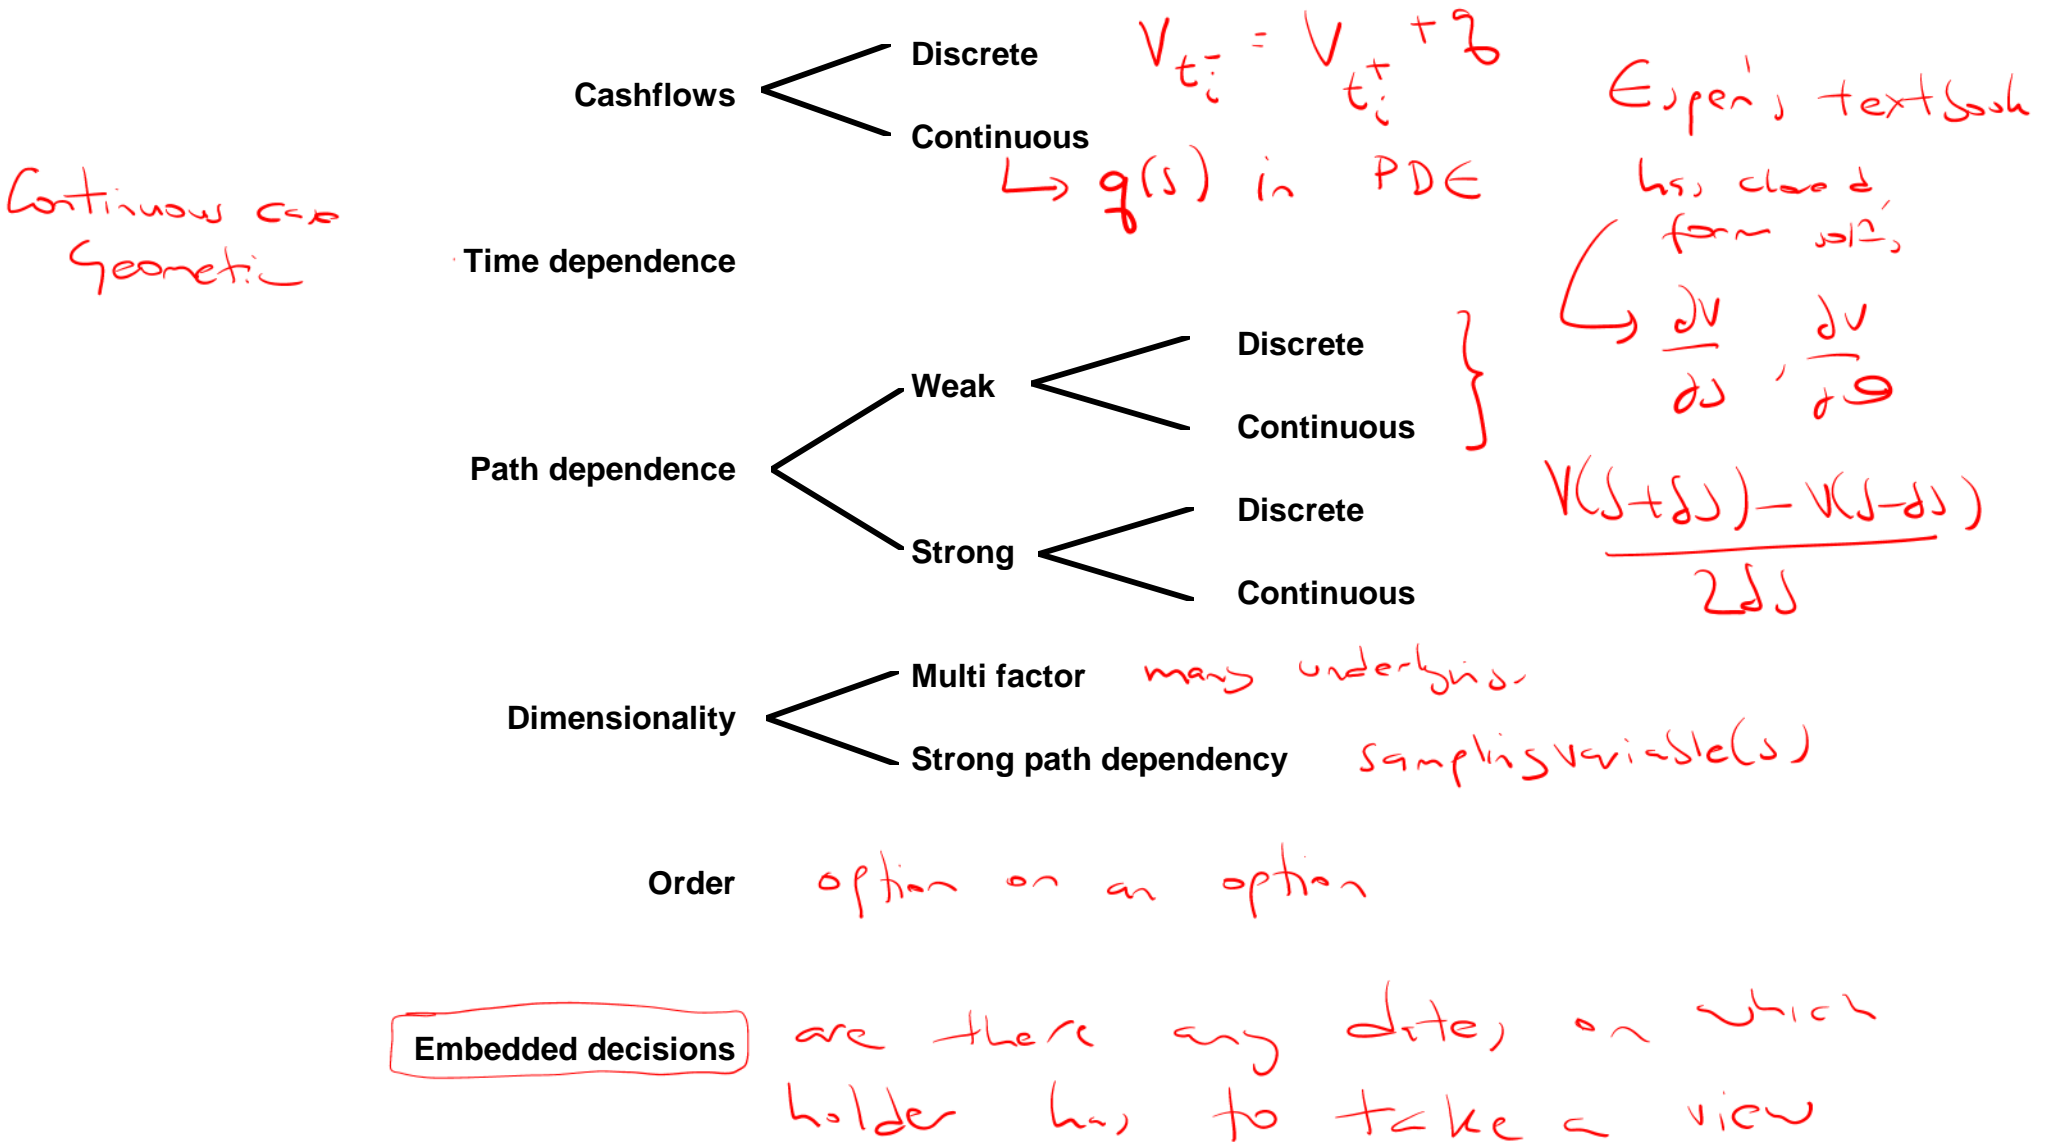 Discrete
V_{t_i^-} = V_{t_i^+} + q
Cashflows
Espen's textbook
Continuous
↳ q(s) in PDE
has closed
form solⁿ's
Continuous case
Geometric
Time dependence
∂V/∂S , ∂V/∂θ
Discrete
Weak
Continuous
Path dependence
Discrete
Strong
Continuous
V(S+δS) – V(S–δS)
2δS
Multi factor many underlyings
Dimensionality
Strong path dependency sampling variable(s)
Order option on an option
Embedded decisions are there any dates on which
holder has to take a view